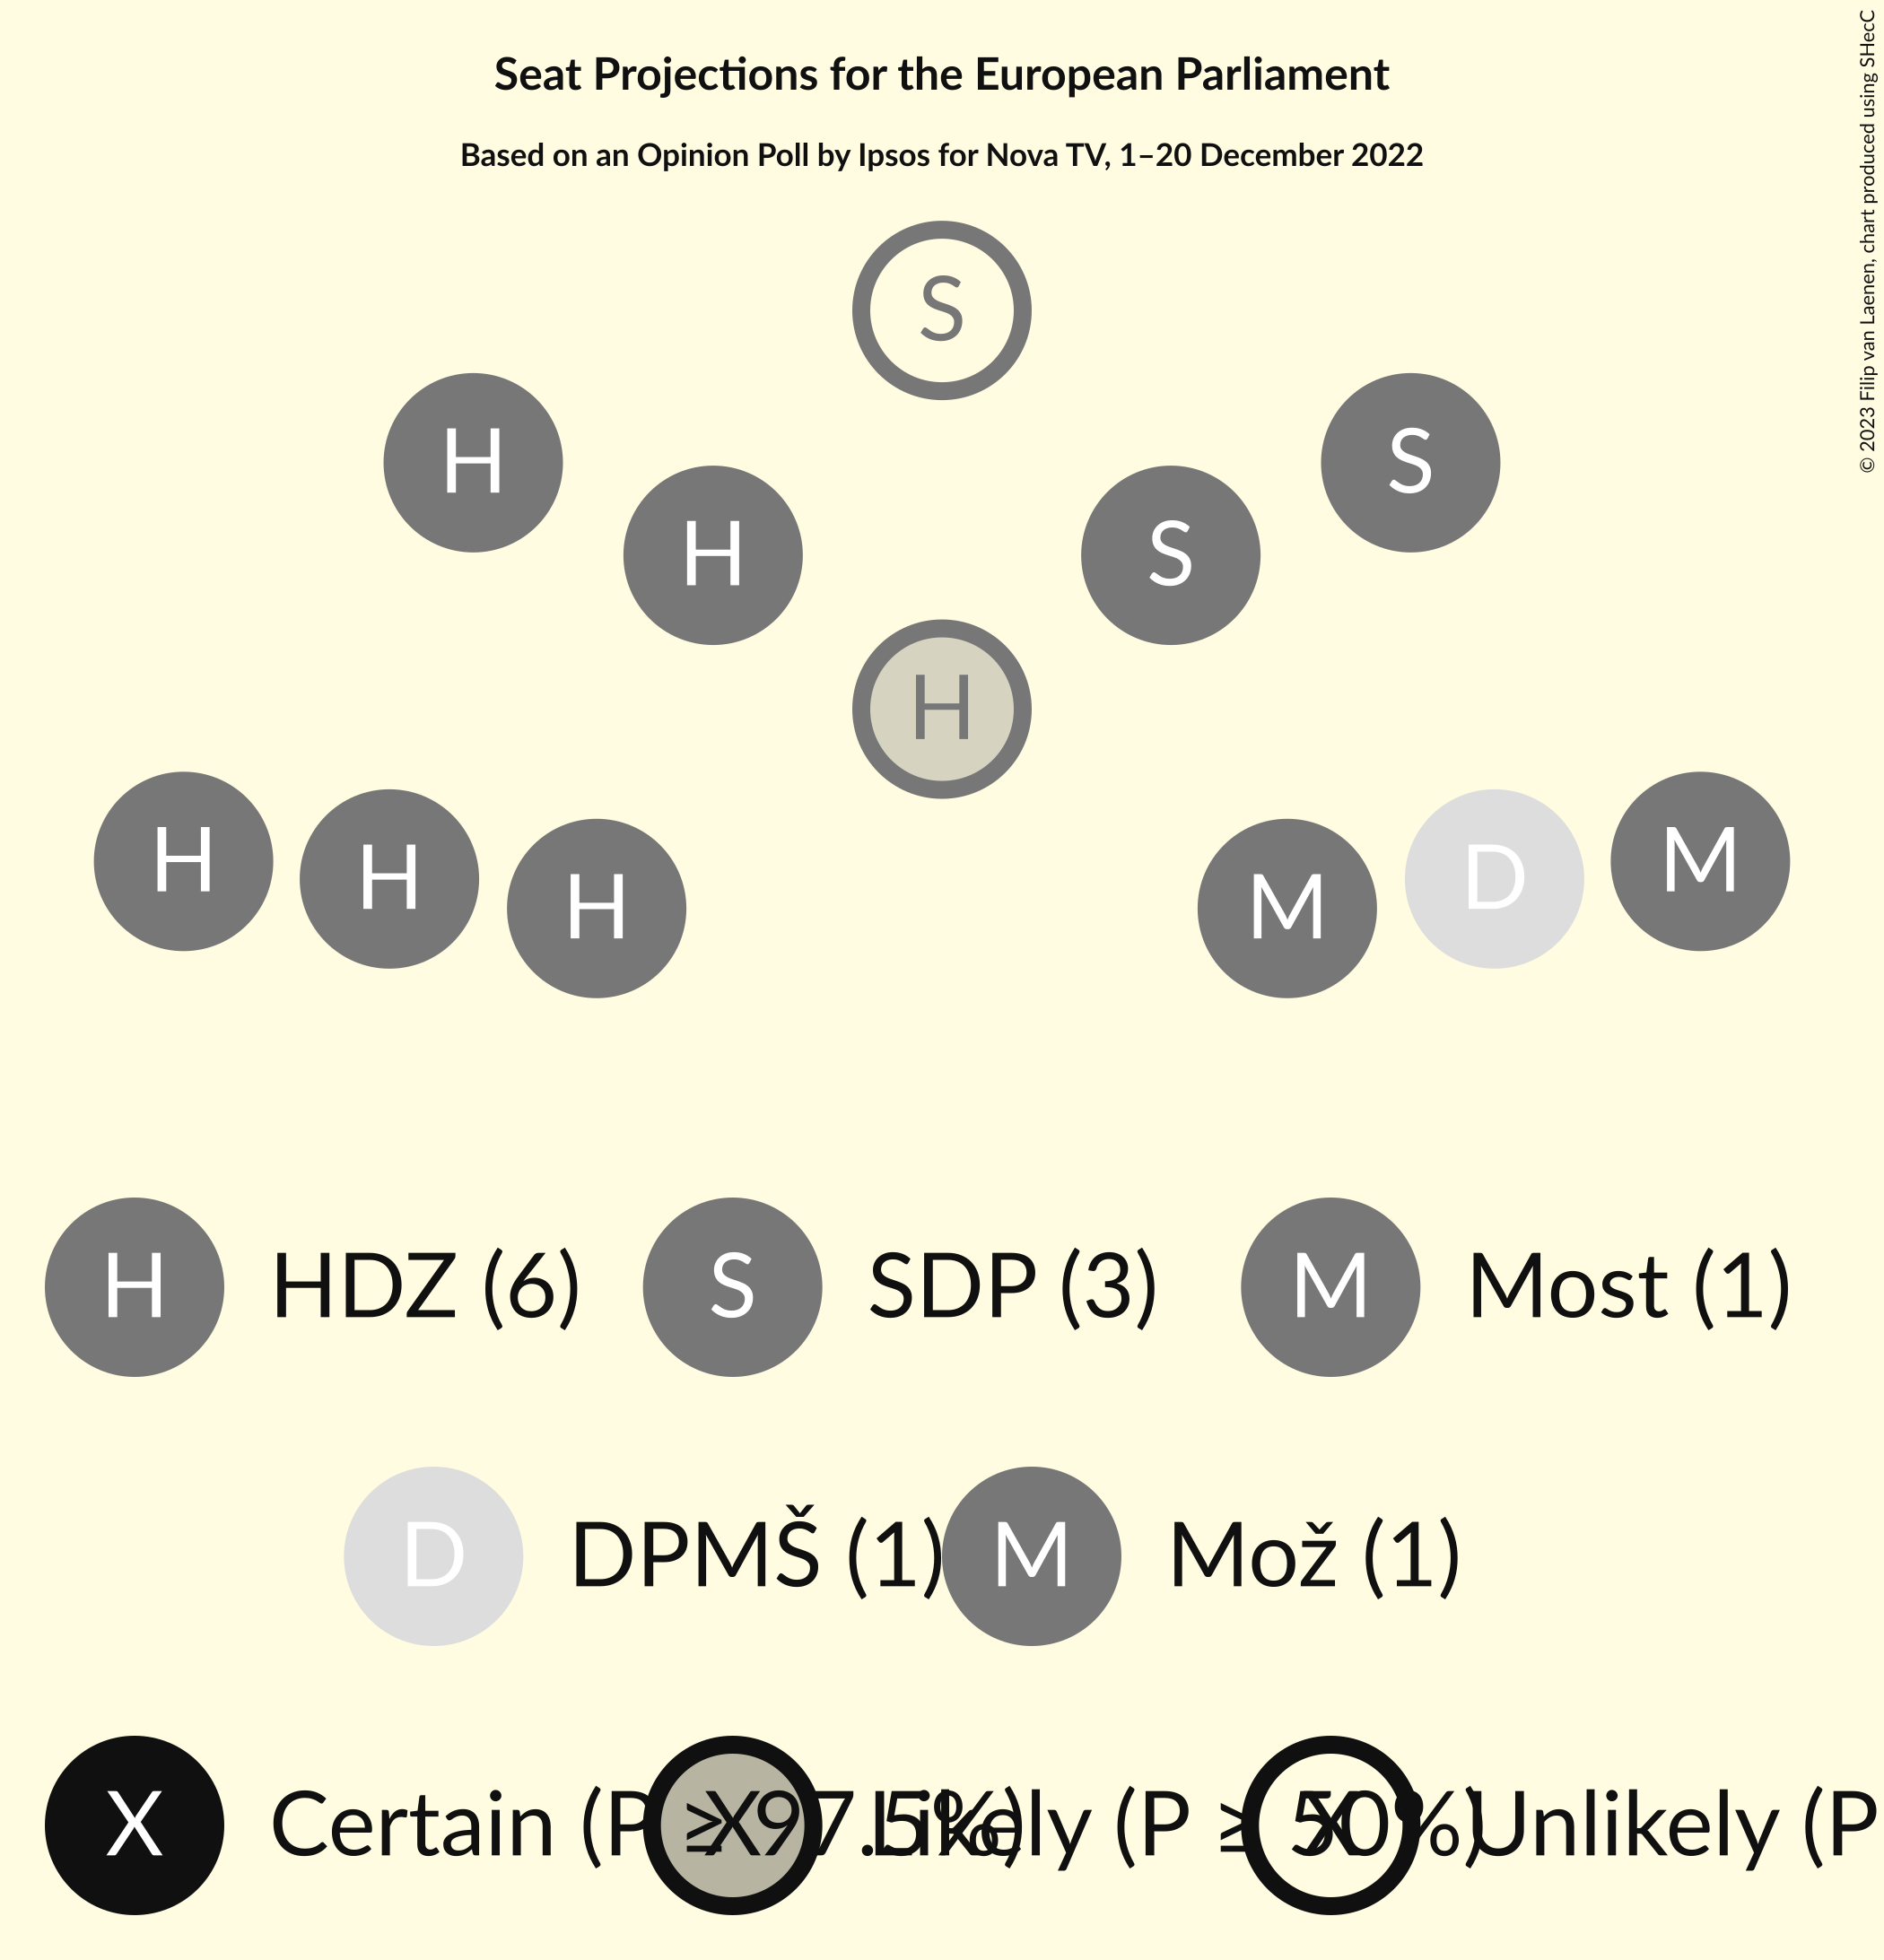 Seat Projections for the European Parliament
Based on an Opinion Poll by Ipsos for Nova TV, 1–20 December 2022
© 2023 Filip van Laenen, chart produced using SHecC
S
H
S
H
S
H
H
M
H
D
H
M
H HDZ (6) S SDP (3) M Most (1)
D DPMŠ (1) M Mož (1)
X Certain (P ≥ 97.5%) X Likely (P ≥ 50%) X Unlikely (P